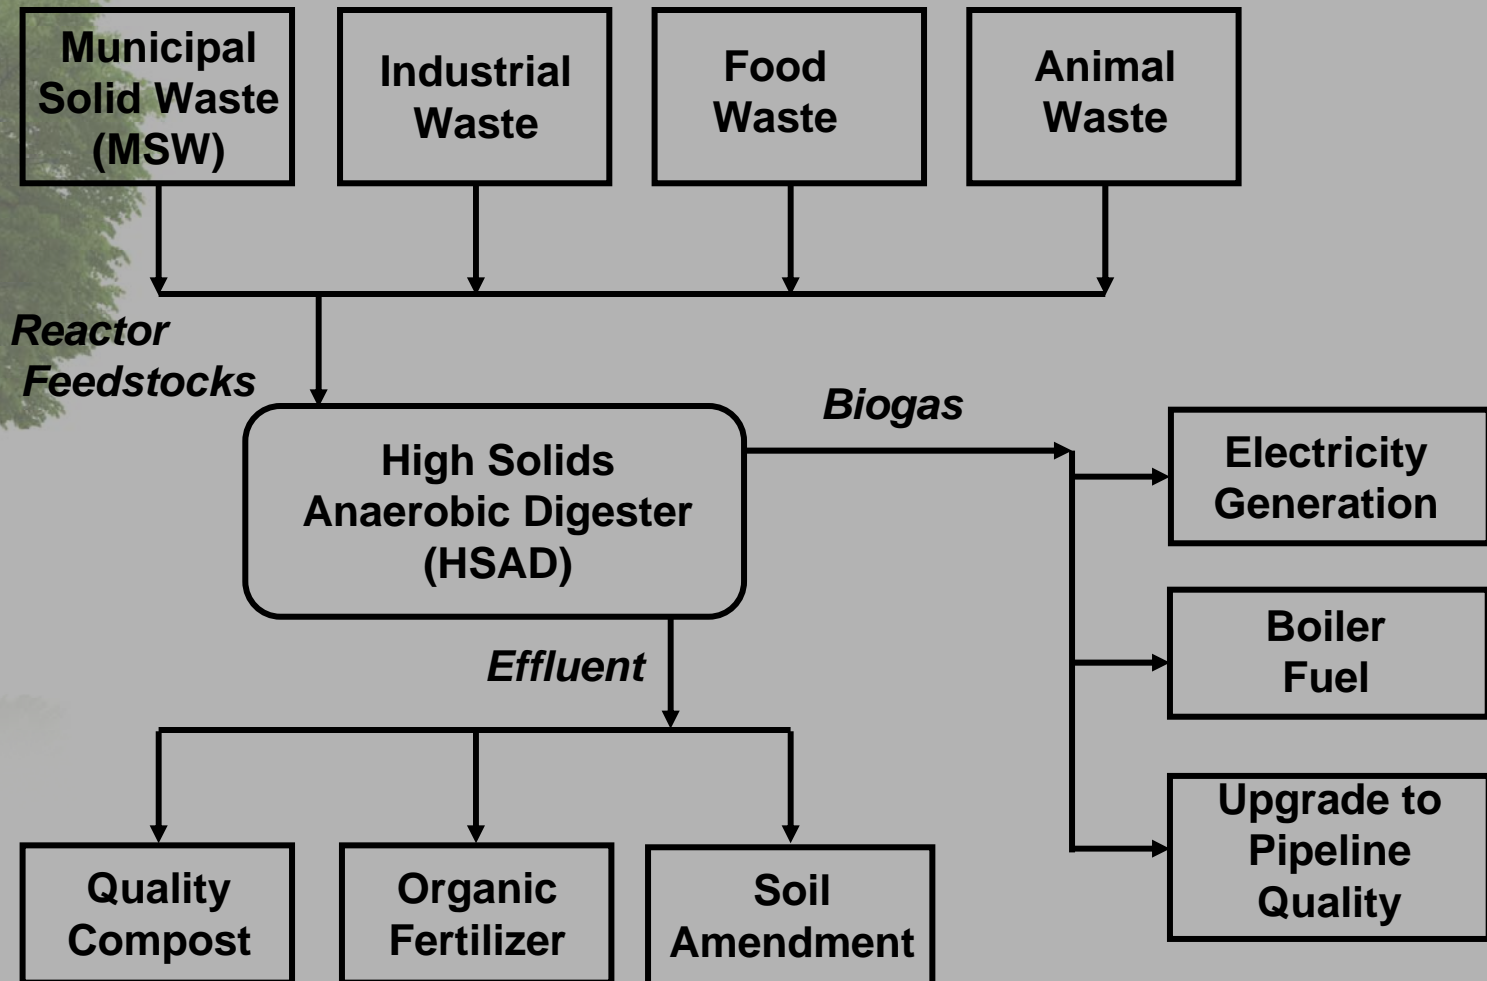 Municipal
Solid Waste
(MSW)
Industrial
Waste
Food
Waste
Animal
Waste
Reactor
Feedstocks
High Solids
Anaerobic Digester
(HSAD)
Biogas
Electricity
Generation
Boiler
Fuel
Upgrade to
Pipeline
Quality
Effluent
Quality
Compost
Organic
Fertilizer
Soil
Amendment